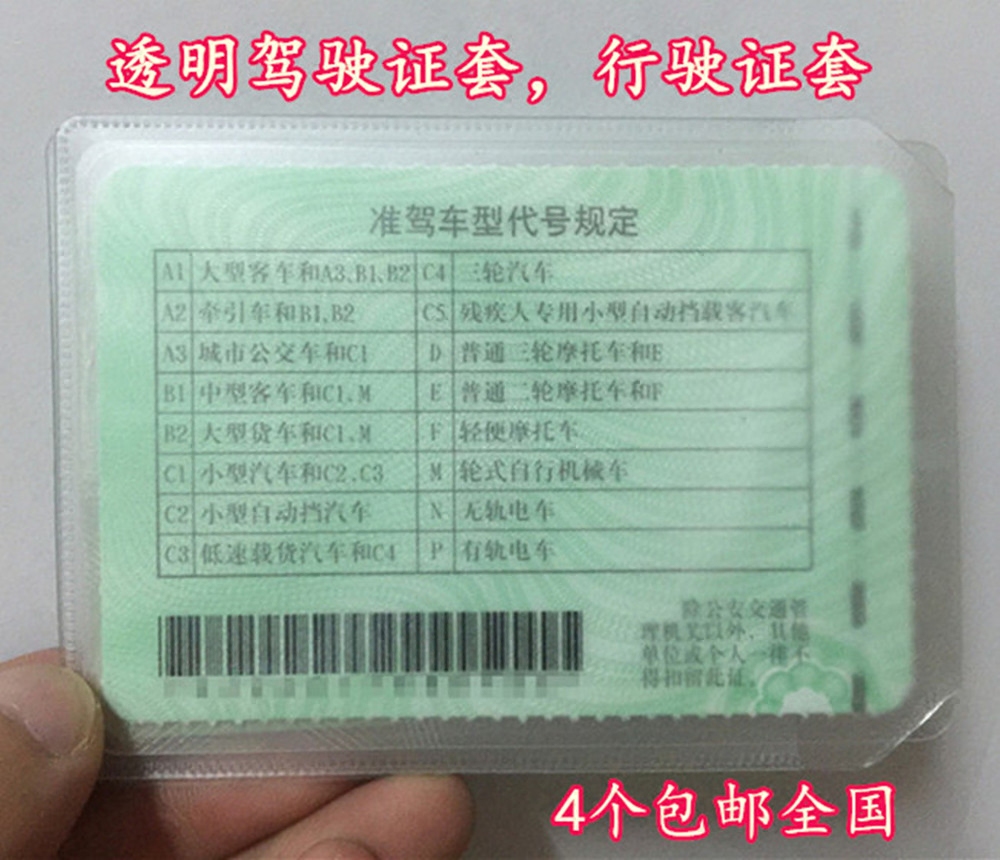 透明驾驶证套，行驶证套
准驾车型代号规定
A1 大型客车和A3、B1、B2 C4 三轮汽车
A2 牵引车和B1、B2 C5 残疾人专用小型自动挡载客汽车
A3 城市公交车和C1 D 普通三轮摩托车和E
B1 中型客车和C1、M E 普通二轮摩托车和F
B2 大型货车和C1、M F 轻便摩托车
C1 小型汽车和C2、C3 M 轮式自行机械车
C2 小型自动挡汽车 N 无轨电车
C3 低速载货汽车和C4 P 有轨电车
除公安交通管
理机关以外，其他
单位或个人一律不
得扣留此证。
4个包邮全国